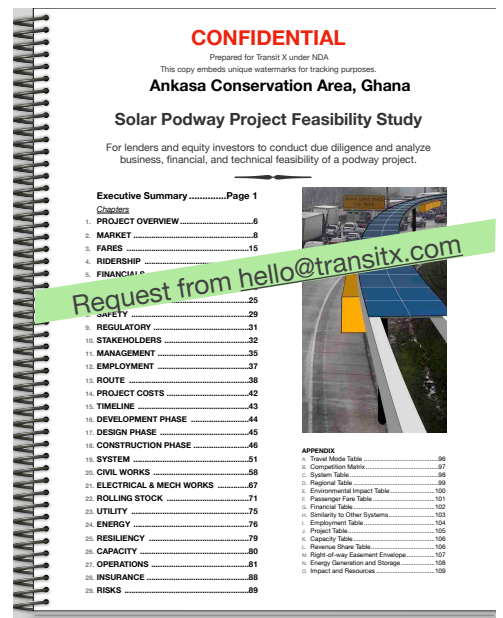 CONFIDENTIAL
Prepared for Transit X under NDA
This copy embeds unique watermarks for tracking purposes.
Ankasa Conservation Area, Ghana
Solar Podway Project Feasibility Study
For lenders and equity investors to conduct due diligence and analyze
business, financial, and technical feasibility of a podway project.
Executive Summary .............Page 1
Chapters
1. PROJECT OVERVIEW ..................................6
2. MARKET ..................................8
3. FARES ..................................15
4. RIDERSHIP
5. FINANCIALS
Request from hello@transitx.com
25
8. SAFETY ..................................29
9. REGULATORY ..................................31
10. STAKEHOLDERS ..................................32
11. MANAGEMENT ..................................35
12. EMPLOYMENT ..................................37
13. ROUTE ..................................38
14. PROJECT COSTS ..................................42
15. TIMELINE ..................................43
16. DEVELOPMENT PHASE ..................................44
17. DESIGN PHASE ..................................45
18. CONSTRUCTION PHASE ..................................46
19. SYSTEM ..................................51
20. CIVIL WORKS ..................................58
21. ELECTRICAL & MECH WORKS ..................................67
22. ROLLING STOCK ..................................71
23. UTILITY ..................................75
24. ENERGY ..................................76
25. RESILIENCY ..................................79
26. CAPACITY ..................................80
27. OPERATIONS ..................................81
28. INSURANCE ..................................88
29. RISKS ..................................89
APPENDIX
A. Travel Mode Table ..................................96
B. Competition Matrix ..................................97
C. System Table ..................................98
D. Regional Table ..................................99
E. Environmental Impact Table ..................................100
F. Passenger Fare Table ..................................101
G. Financial Table ..................................102
H. Similarity to Other Systems ..................................103
I. Employment Table ..................................104
J. Project Table ..................................105
K. Capacity Table ..................................106
L. Revenue Share Table ..................................106
M. Right-of-way Easement Envelope ..................................107
N. Energy Generation and Storage ..................................108
O. Impact and Resources ..................................109